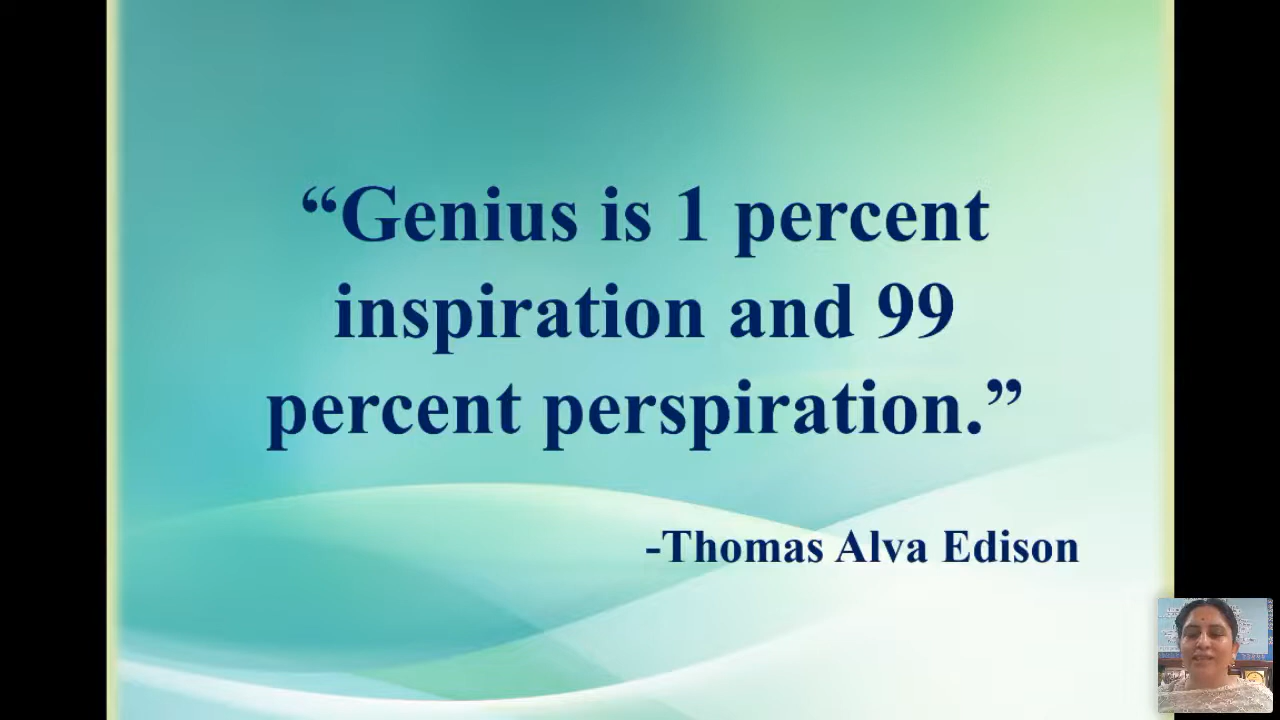 “Genius is 1 percent
inspiration and 99
percent perspiration.”
-Thomas Alva Edison